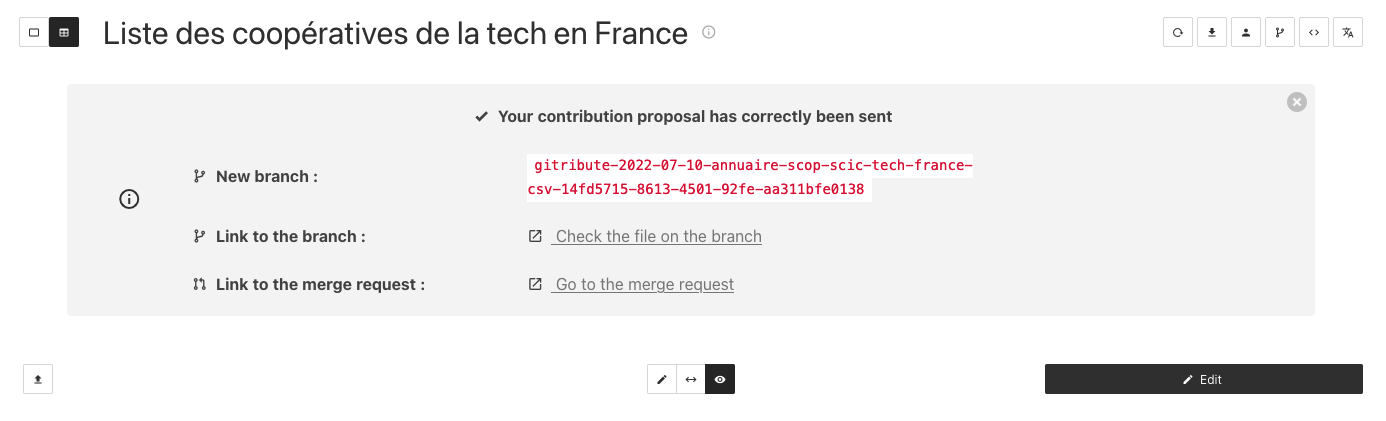 Liste des coopératives de la tech en France
Your contribution proposal has correctly been sent
New branch :
gitribute-2022-07-10-annuaire-scop-scic-tech-france-
csv-14fd5715-8613-4501-92fe-aa311bfe0138
Link to the branch :
Check the file on the branch
Link to the merge request :
Go to the merge request
Edit